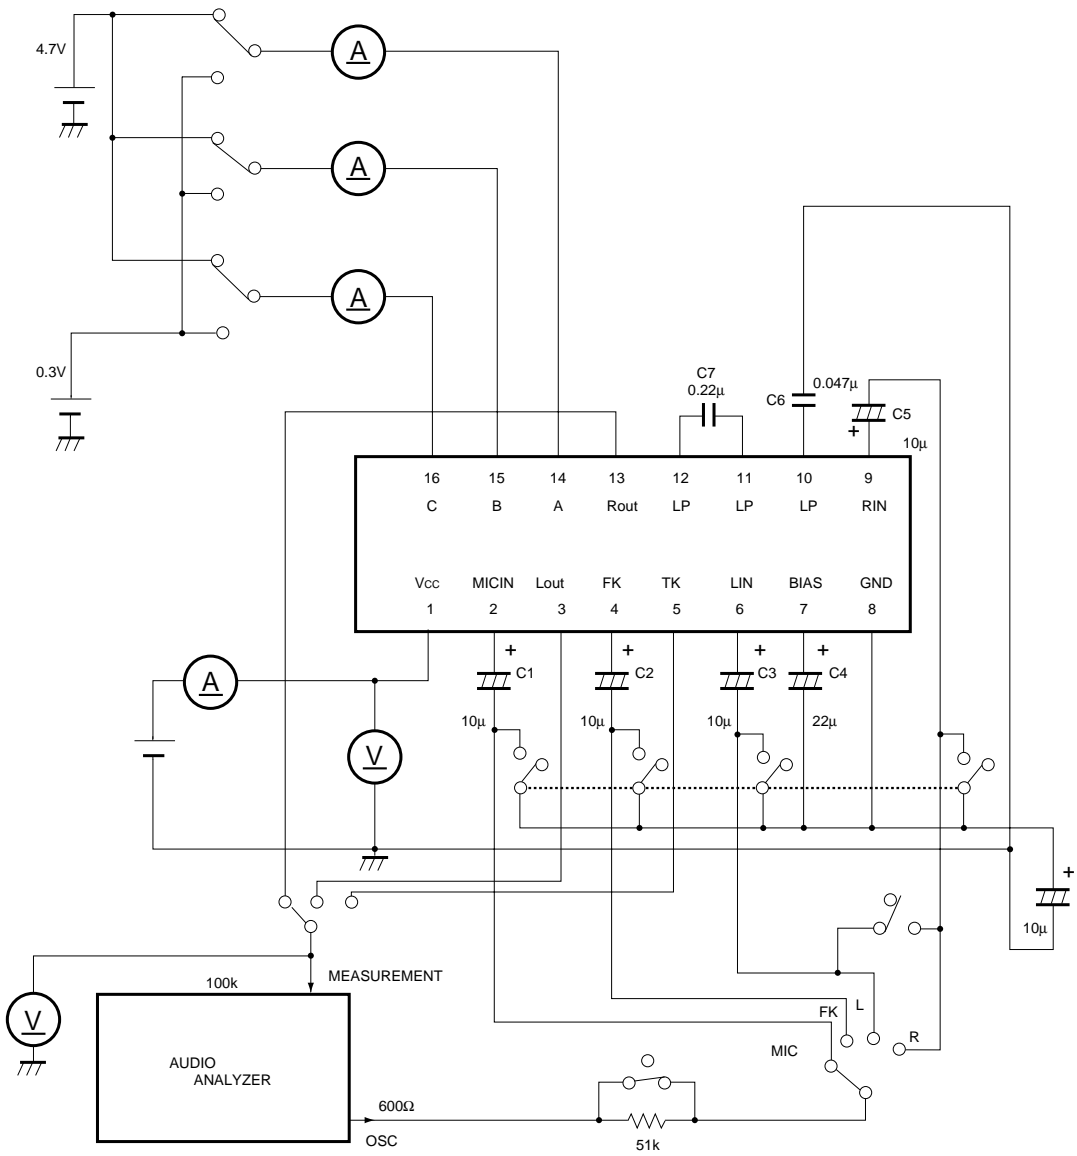 4.7V
A
A
A
0.3V
C7
0.22μ
C6
0.047μ
+
C5
10μ
16 15 14 13 12 11 10 9
C B A Rout LP LP LP RIN
Vcc MICIN Lout FK TK LIN BIAS GND
1 2 3 4 5 6 7 8
+ + + +
C1 C2 C3 C4
10μ 10μ 10μ 22μ
A
V
+
10μ
MEASUREMENT
100k
V
AUDIO
ANALYZER
600Ω
OSC
51k
MIC
FK
L
R